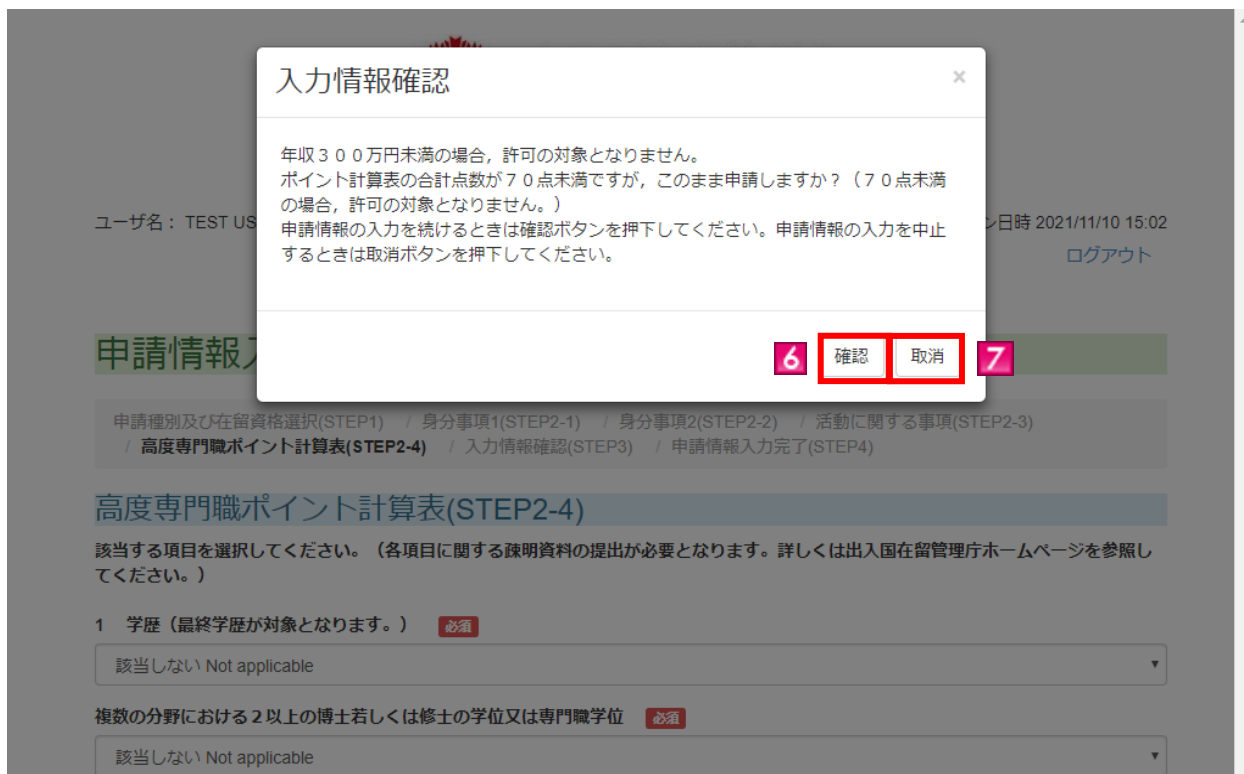 入力情報確認
×
年収３００万円未満の場合，許可の対象となりません。
ポイント計算表の合計点数が７０点未満ですが，このまま申請しますか？（７０点未満
の場合，許可の対象となりません。）
申請情報の入力を続けるときは確認ボタンを押下してください。申請情報の入力を中止
するときは取消ボタンを押下してください。
6 確認 取消 7
ユーザ名： TEST US
ン日時 2021/11/10 15:02
ログアウト
申請情報入
申請種別及び在留資格選択(STEP1) / 身分事項1(STEP2-1) / 身分事項2(STEP2-2) / 活動に関する事項(STEP2-3)
/ 高度専門職ポイント計算表(STEP2-4) / 入力情報確認(STEP3) / 申請情報入力完了(STEP4)
高度専門職ポイント計算表(STEP2-4)
該当する項目を選択してください。（各項目に関する疎明資料の提出が必要となります。詳しくは出入国在留管理庁ホームページを参照し
てください。）
1 学歴（最終学歴が対象となります。） 必須
該当しない Not applicable
複数の分野における２以上の博士若しくは修士の学位又は専門職学位 必須
該当しない Not applicable